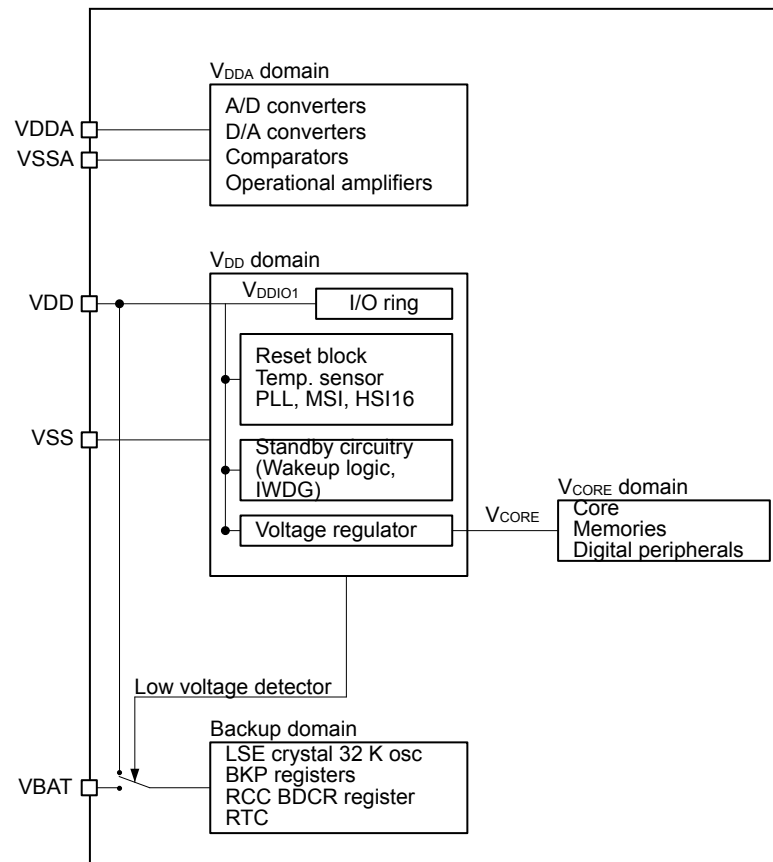 VDDA domain
A/D converters
D/A converters
Comparators
Operational amplifiers
VDDA
VSSA
VDD domain
VDD
VDDIO1
I/O ring
Reset block
Temp. sensor
PLL, MSI, HSI16
VSS
Standby circuitry
(Wakeup logic,
IWDG)
Voltage regulator
VCORE
VCORE domain
Core
Memories
Digital peripherals
Low voltage detector
Backup domain
LSE crystal 32 K osc
BKP registers
RCC BDCR register
RTC
VBAT